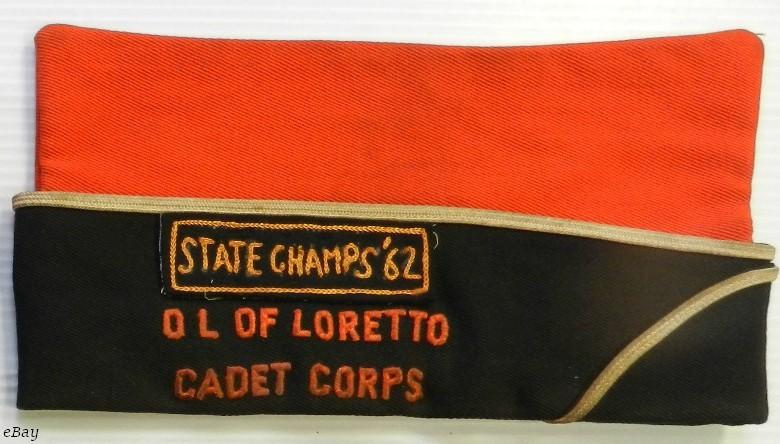 STATE CHAMPS '62
O L OF LORETTO
CADET CORPS
eBay